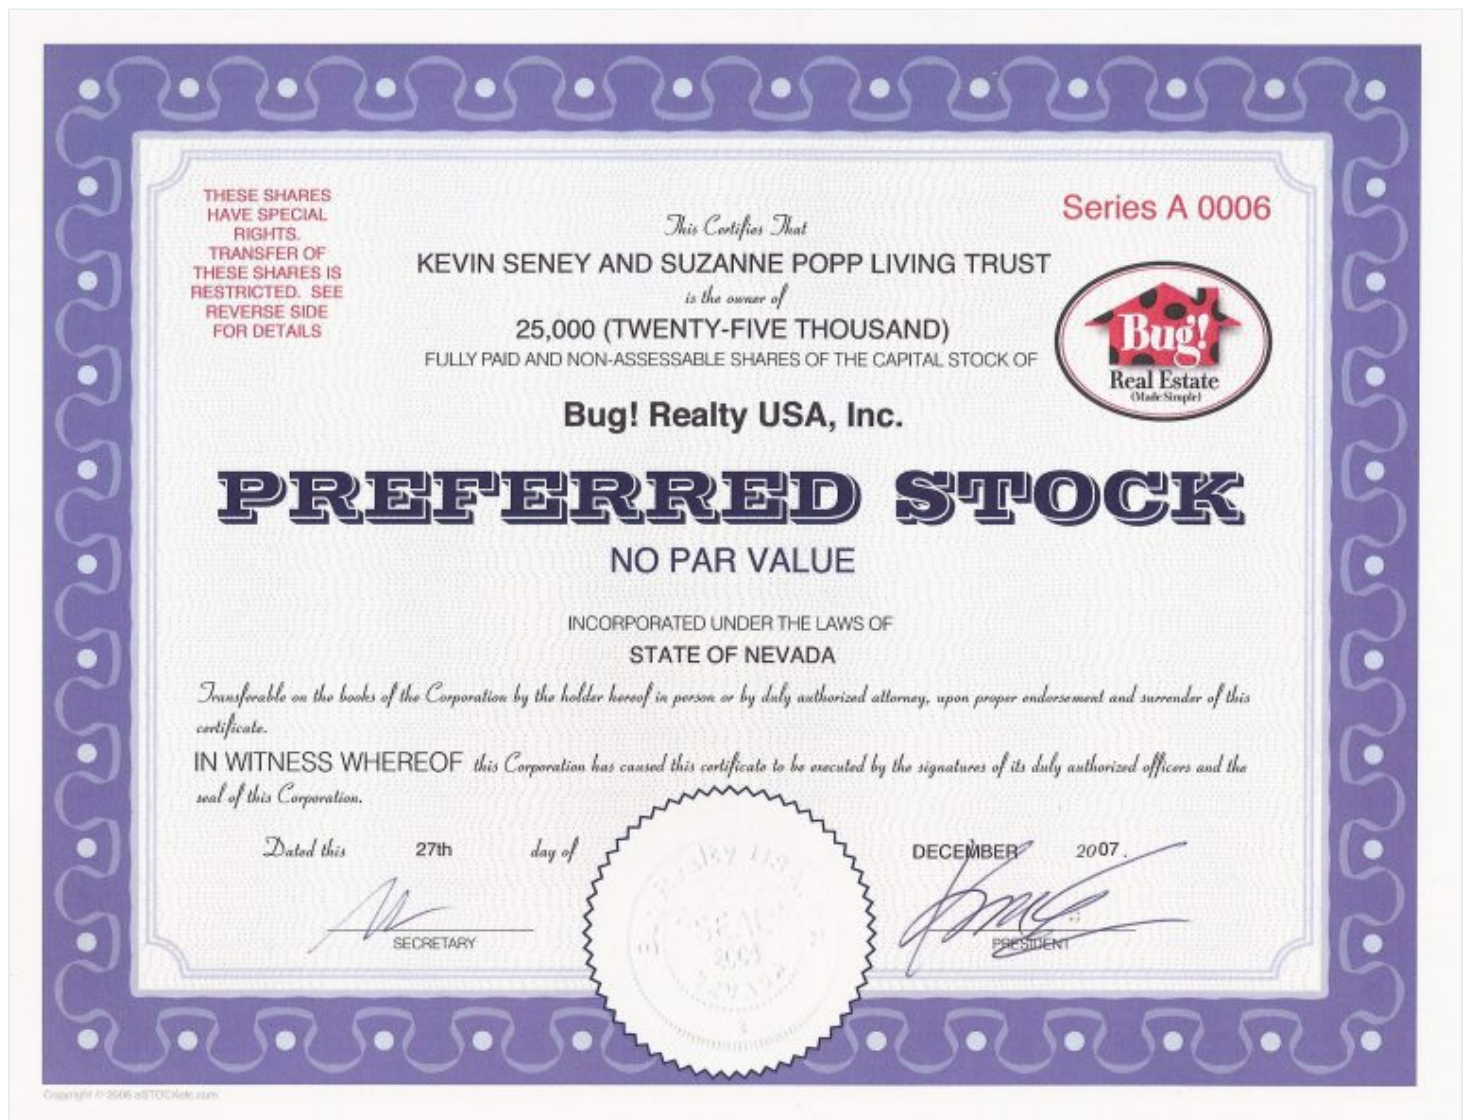 THESE SHARES
HAVE SPECIAL
RIGHTS.
TRANSFER OF
THESE SHARES IS
RESTRICTED. SEE
REVERSE SIDE
FOR DETAILS
Series A 0006
This Certifies That
KEVIN SENEY AND SUZANNE POPP LIVING TRUST
is the owner of
25,000 (TWENTY-FIVE THOUSAND)
FULLY PAID AND NON-ASSESSABLE SHARES OF THE CAPITAL STOCK OF
Bug!
Real Estate
(Made Simple)
Bug! Realty USA, Inc.
PREFERRED STOCK
NO PAR VALUE
INCORPORATED UNDER THE LAWS OF
STATE OF NEVADA
Transferable on the books of the Corporation by the holder hereof in person or by duly authorized attorney, upon proper endorsement and surrender of this
certificate.
IN WITNESS WHEREOF this Corporation has caused this certificate to be executed by the signatures of its duly authorized officers and the
seal of this Corporation.
Dated this 27th day of DECEMBER 2007.
SECRETARY
PRESIDENT
SEAL
Copyright © 2006